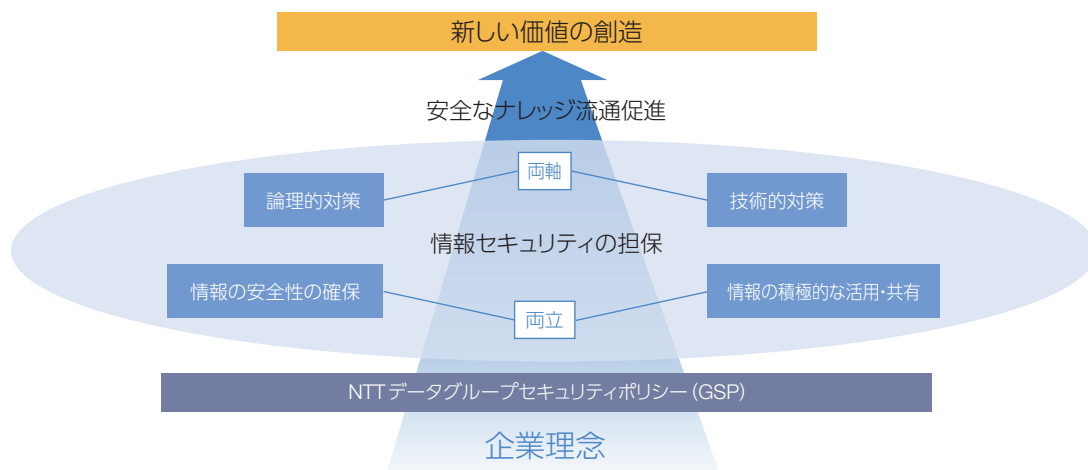 新しい価値の創造
安全なナレッジ流通促進
両軸
論理的対策
技術的対策
情報セキュリティの担保
情報の安全性の確保
情報の積極的な活用・共有
両立
NTTデータグループセキュリティポリシー(GSP)
企業理念